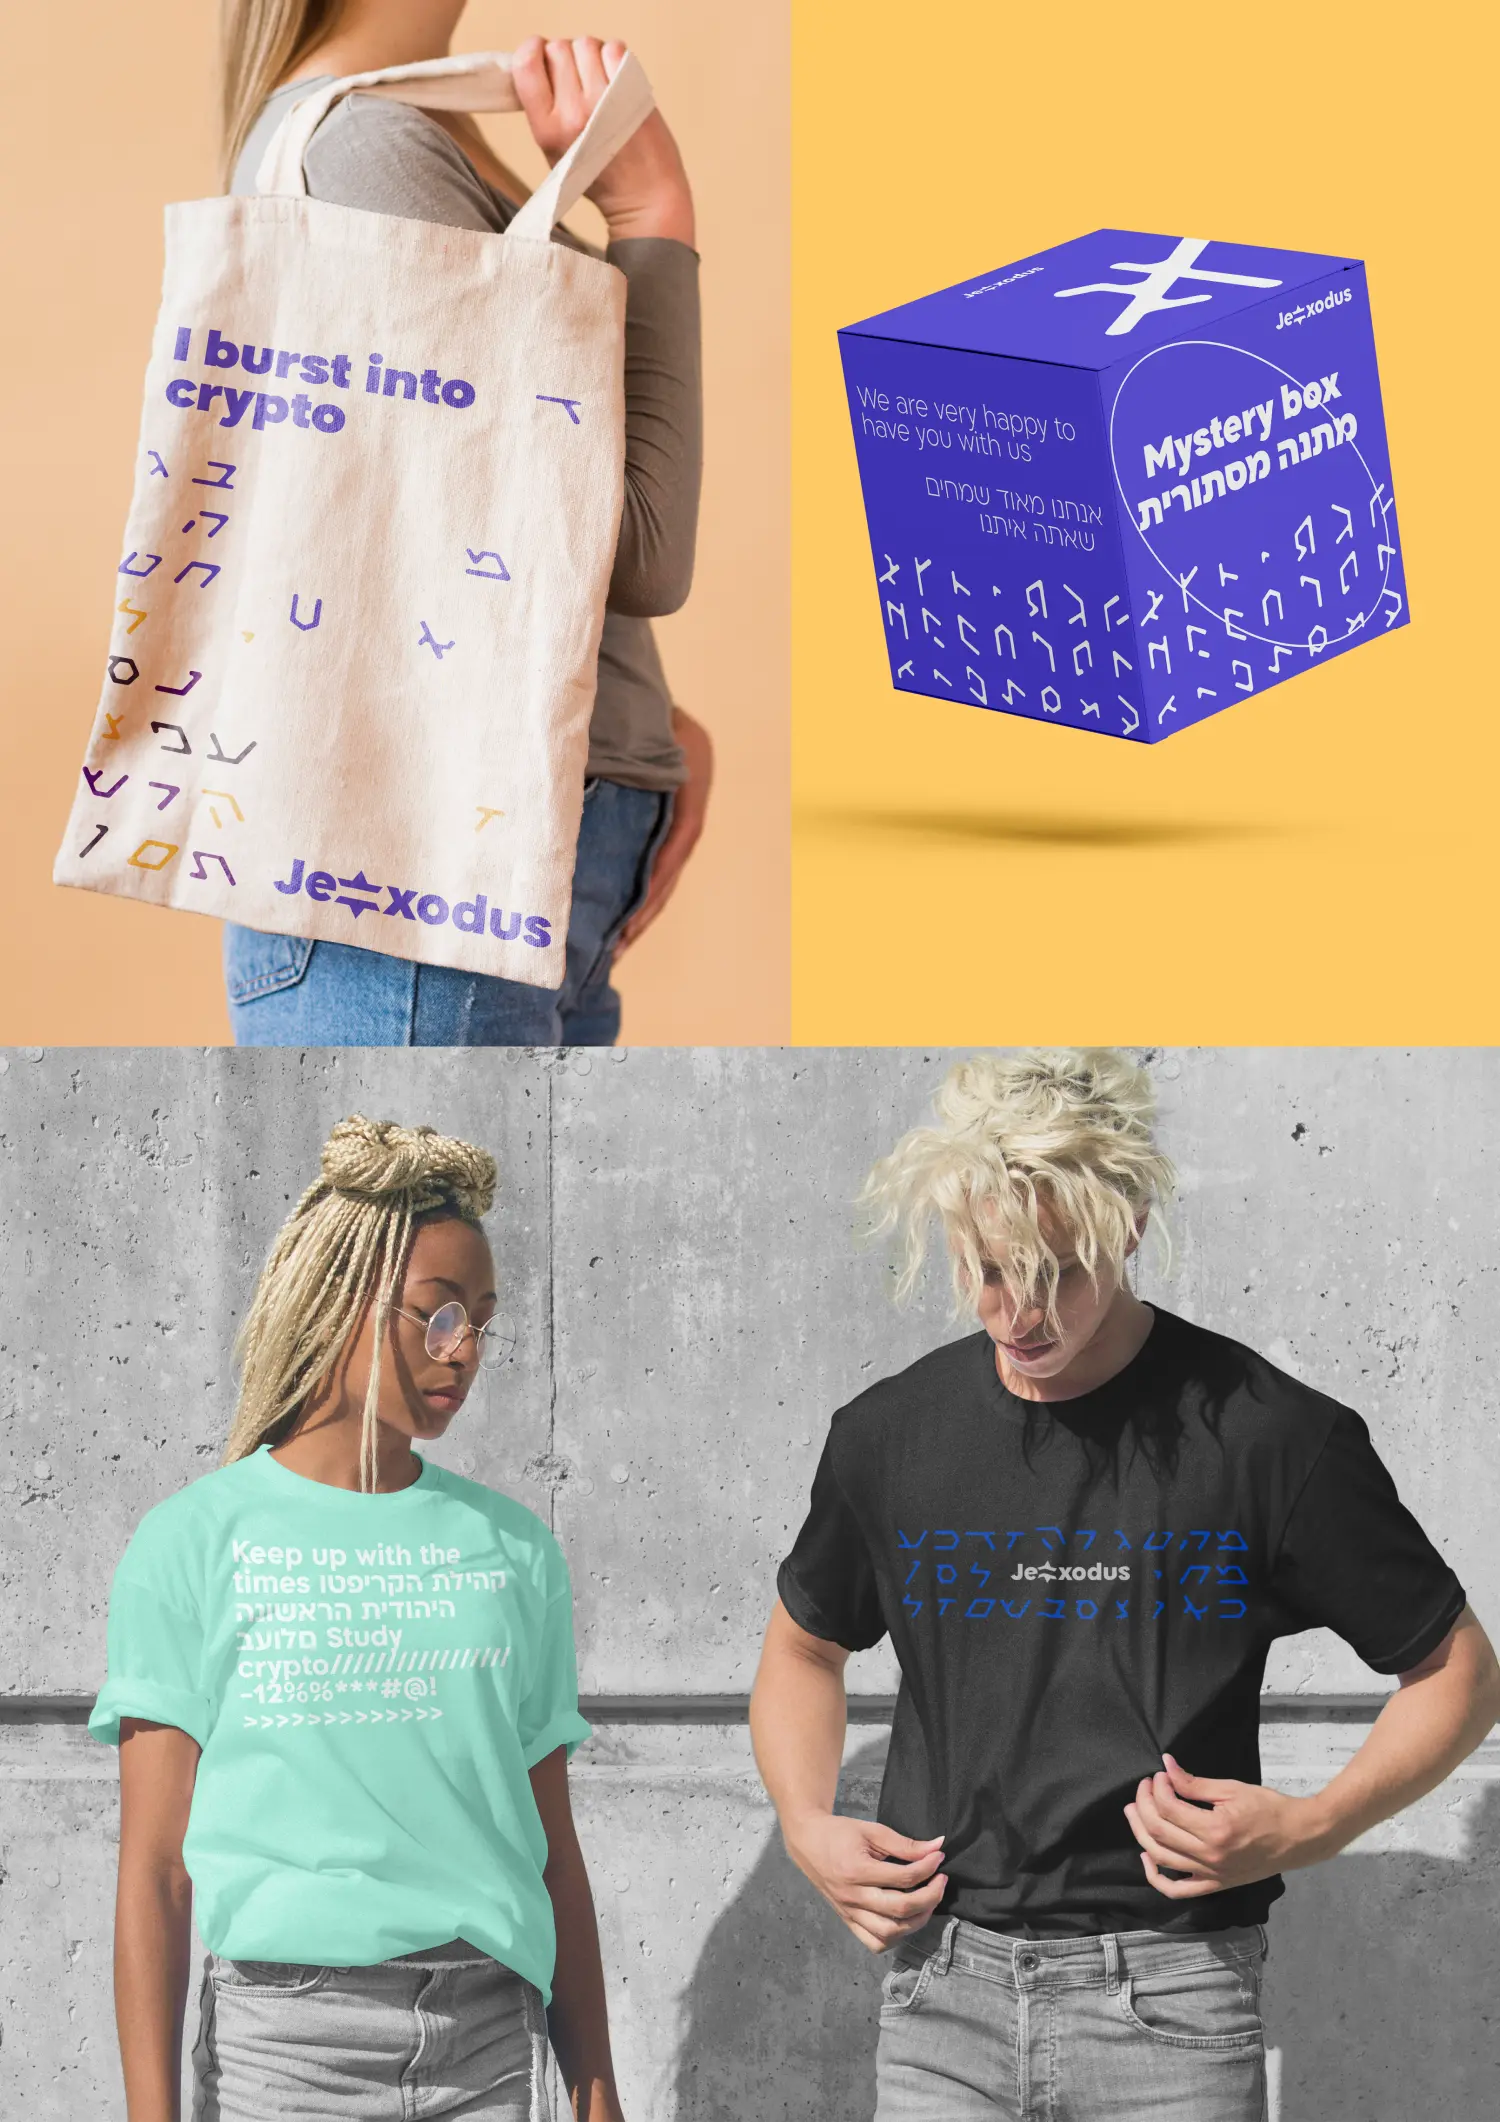 I burst into
crypto
ב ג
ה
ח ט
מ
ש
א
י ל
נ ס
ע פ צ
ק ר ש
ז
ת ם ן
Jexodus
Jexodus
Jexodus
We are very happy to
have you with us
אנחנו מאוד שמחים
שאתה איתנו
Mystery box
מתנה מסתורית
Keep up with the
times קהילת הקריפטו
היהודית הראשונה
בעולם Study
crypto/////////////////
-12%%***#@!
>>>>>>>>>>>>>
Jexodus